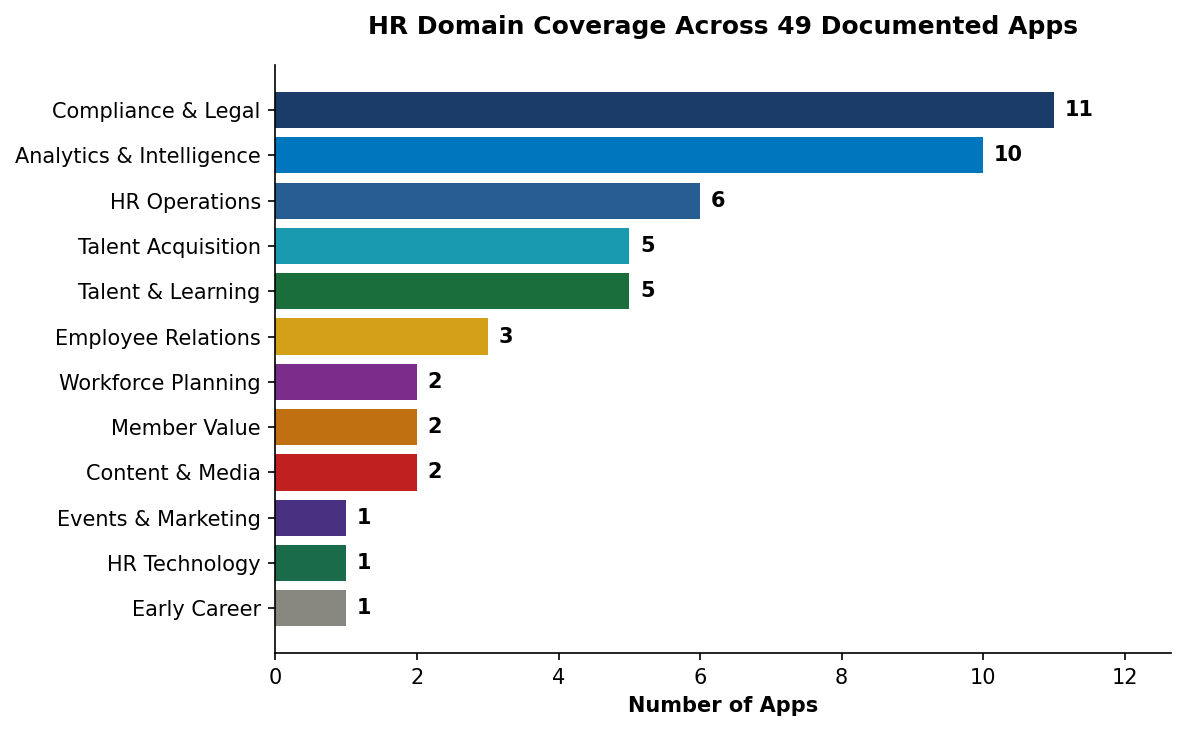 HR Domain Coverage Across 49 Documented Apps
Compliance & Legal 11
Analytics & Intelligence 10
HR Operations 6
Talent Acquisition 5
Talent & Learning 5
Employee Relations 3
Workforce Planning 2
Member Value 2
Content & Media 2
Events & Marketing 1
HR Technology 1
Early Career 1
0 2 4 6 8 10 12
Number of Apps